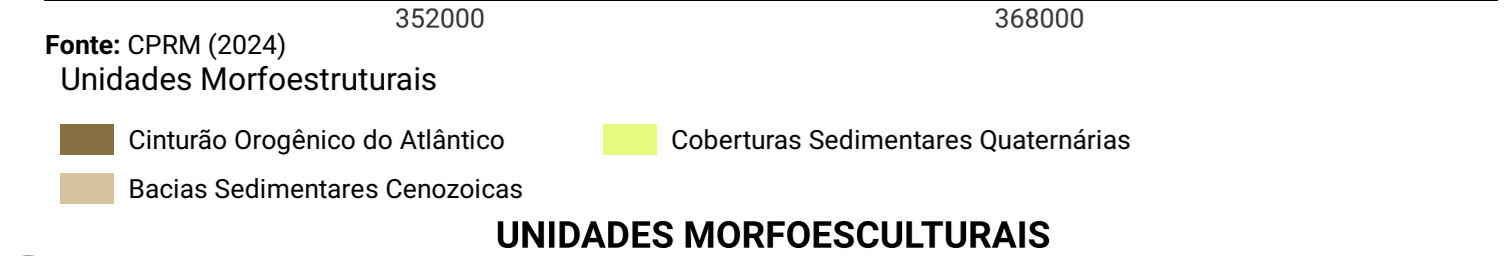 352000 368000
Fonte: CPRM (2024)
Unidades Morfoestruturais
Cinturão Orogênico do Atlântico Coberturas Sedimentares Quaternárias
Bacias Sedimentares Cenozoicas
UNIDADES MORFOESCULTURAIS